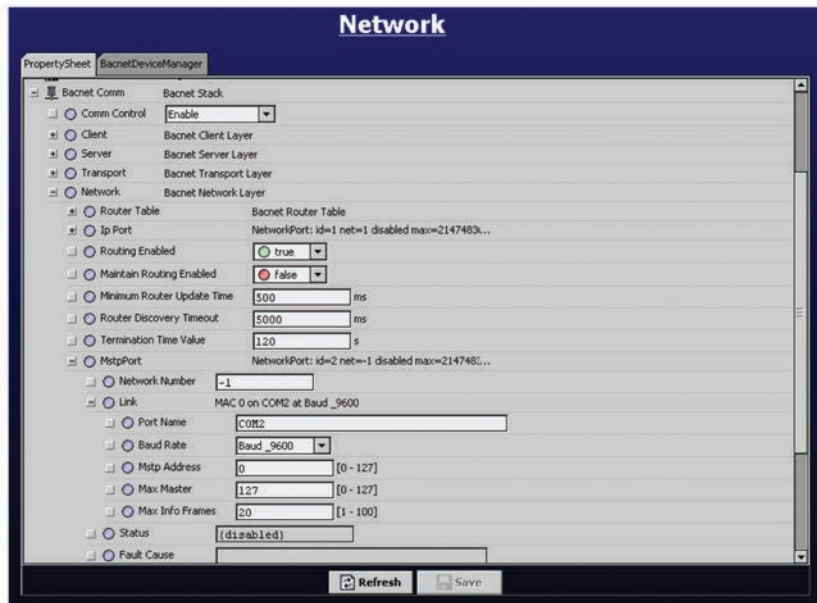 Network
PropertySheet BacnetDeviceManager
Bacnet Comm Bacnet Stack
Comm Control Enable
Client Bacnet Client Layer
Server Bacnet Server Layer
Transport Bacnet Transport Layer
Network Bacnet Network Layer
Router Table Bacnet Router Table
Ip Port NetworkPort: id=1 net=1 disabled max=2147483...
Routing Enabled true
Maintain Routing Enabled false
Minimum Router Update Time 500 ms
Router Discovery Timeout 5000 ms
Termination Time Value 120 s
MstpPort NetworkPort: id=2 net=-1 disabled max=214748...
Network Number -1
Link MAC 0 on COM2 at Baud _9600
Port Name COM2
Baud Rate Baud _9600
Mstp Address 0 [0 - 127]
Max Master 127 [0 - 127]
Max Info Frames 20 [1 - 100]
Status (disabled)
Fault Cause
Refresh Save